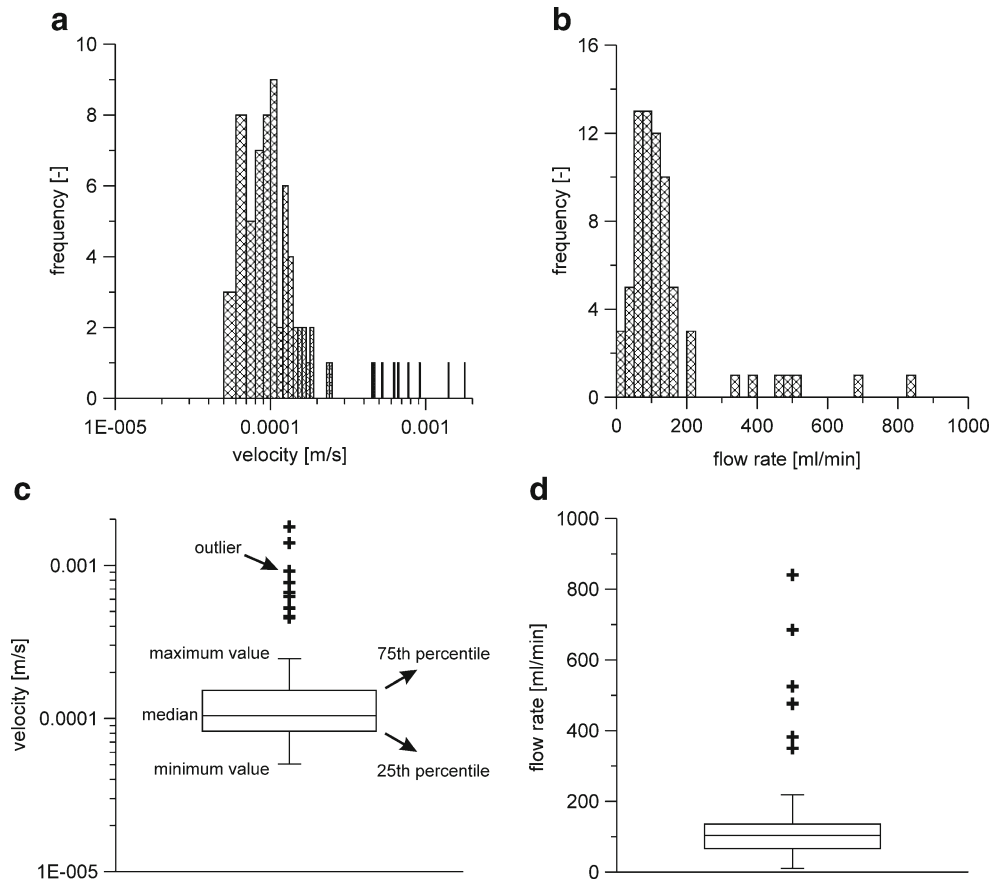 a
10
8
6
4
2
0
frequency [-]
1E-005
0.0001
0.001
velocity [m/s]
b
16
12
8
4
0
frequency [-]
0
200
400
600
800
1000
flow rate [ml/min]
c
0.001
0.0001
1E-005
velocity [m/s]
outlier
maximum value
75th percentile
median
minimum value
25th percentile
d
1000
800
600
400
200
0
flow rate [ml/min]